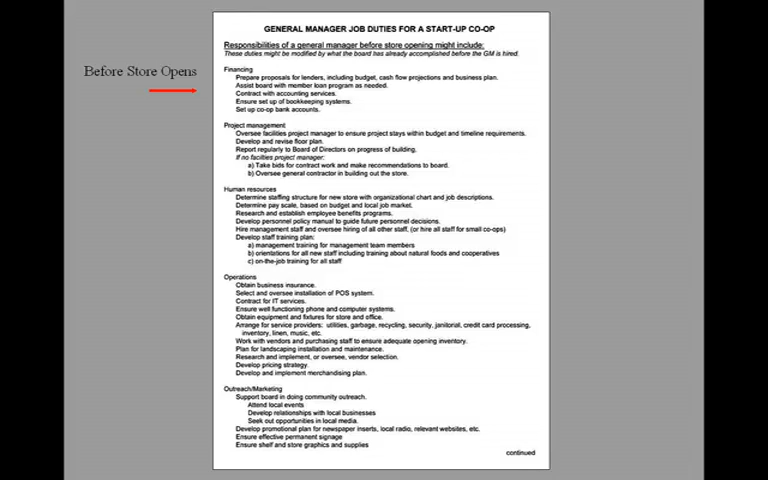 GENERAL MANAGER JOB DUTIES FOR A START-UP CO-OP
Responsibilities of a general manager before store opening might include:
These duties might be modified by what the board has already accomplished before the GM is hired.
Before Store Opens
Financing
Prepare proposals for lenders, including budget, cash flow projections and business plan.
Assist board with member loan program as needed.
Contract with accounting services.
Ensure set up of bookkeeping systems.
Set up co-op bank accounts.
Project management
Oversee facilities project manager to ensure project stays within budget and timeline requirements.
Develop and revise floor plan.
Report regularly to Board of Directors on progress of building.
If no facilities project manager:
a) Take bids for contract work and make recommendations to board.
b) Oversee general contractor in building out the store.
Human resources
Determine staffing structure for new store with organizational chart and job descriptions.
Determine pay scale, based on budget and local job market.
Research and establish employee benefits programs.
Develop personnel policy manual to guide future personnel decisions.
Hire management staff and oversee hiring of all other staff, (or hire all staff for small co-ops)
Develop staff training plan:
a) management training for management team members
b) orientations for all new staff including training about natural foods and cooperatives
c) on-the-job training for all staff
Operations
Obtain business insurance.
Select and oversee installation of POS system.
Contract for IT services.
Ensure well functioning phone and computer systems.
Obtain equipment and fixtures for store and office.
Arrange for service providers: utilities, garbage, recycling, security, janitorial, credit card processing,
inventory, linen, music, etc.
Work with vendors and purchasing staff to ensure adequate opening inventory.
Plan for landscaping installation and maintenance.
Research and implement, or oversee, vendor selection.
Develop pricing strategy.
Develop and implement merchandising plan.
Outreach/Marketing
Support board in doing community outreach.
Attend local events
Develop relationships with local businesses
Seek out opportunities in local media.
Develop promotional plan for newspaper inserts, local radio, relevant websites, etc.
Ensure effective permanent signage
Ensure shelf and store graphics and supplies
continued